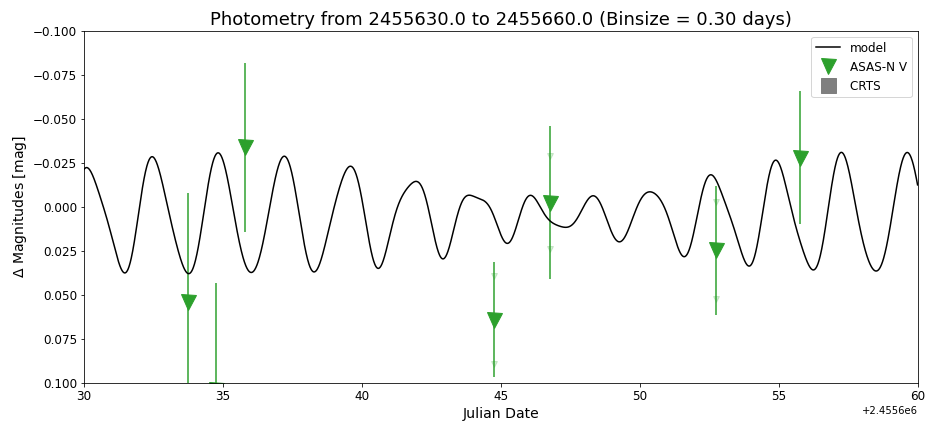 Photometry from 2455630.0 to 2455660.0 (Binsize = 0.30 days)
−0.100
−0.075
−0.050
−0.025
0.000
0.025
0.050
0.075
0.100
Δ Magnitudes [mag]
model
ASAS-N V
CRTS
30 35 40 45 50 55 60
+2.4556e6
Julian Date